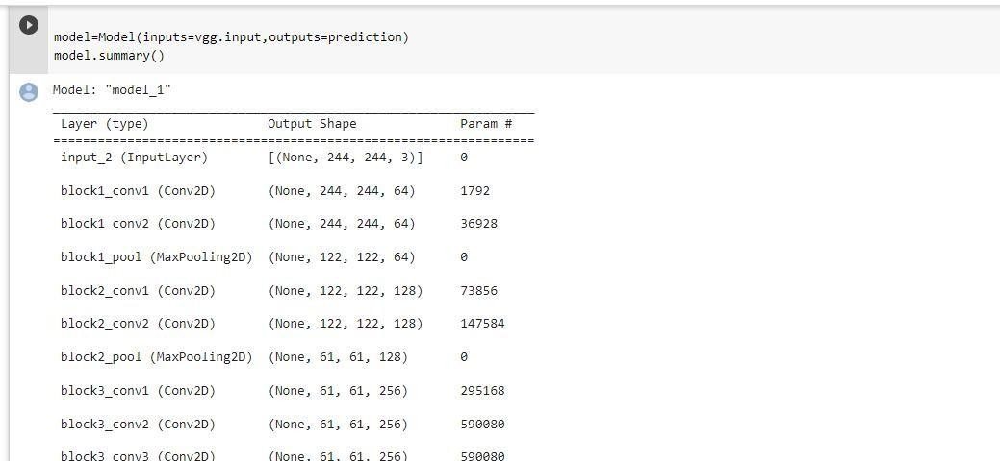 model=Model(inputs=vgg.input,outputs=prediction)
model.summary()
Model: "model_1"
Layer (type) Output Shape Param #
=================================================================
input_2 (InputLayer) [(None, 244, 244, 3)] 0
block1_conv1 (Conv2D) (None, 244, 244, 64) 1792
block1_conv2 (Conv2D) (None, 244, 244, 64) 36928
block1_pool (MaxPooling2D) (None, 122, 122, 64) 0
block2_conv1 (Conv2D) (None, 122, 122, 128) 73856
block2_conv2 (Conv2D) (None, 122, 122, 128) 147584
block2_pool (MaxPooling2D) (None, 61, 61, 128) 0
block3_conv1 (Conv2D) (None, 61, 61, 256) 295168
block3_conv2 (Conv2D) (None, 61, 61, 256) 590080
block3_conv3 (Conv2D) (None, 61, 61, 256) 590080